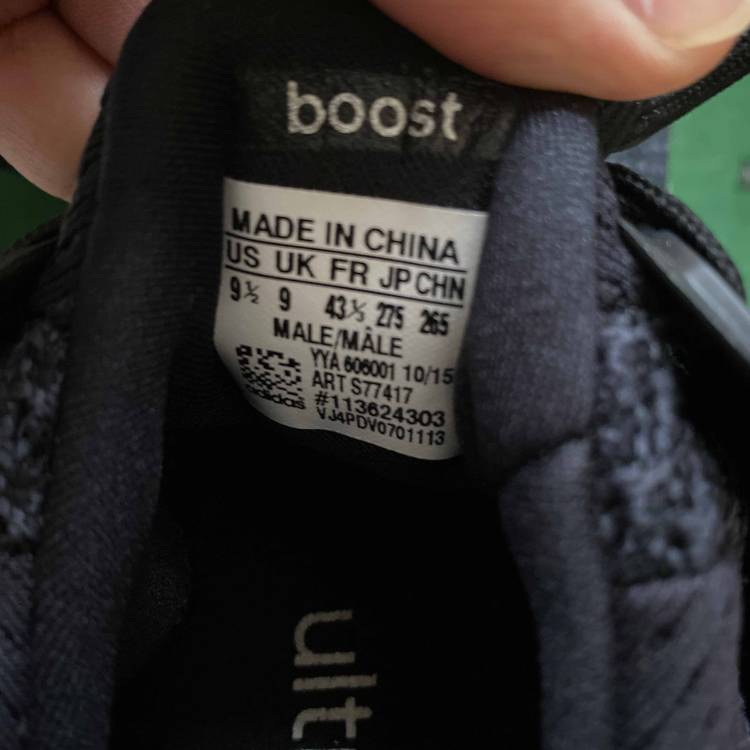 boost
MADE IN CHINA
US UK FR JP CHN
9½ 9 43⅓ 275 265
MALE/MÂLE
YYA 606001 10/15
ART S77417
#113624303
VJ4PDV0701113
adidas
ult